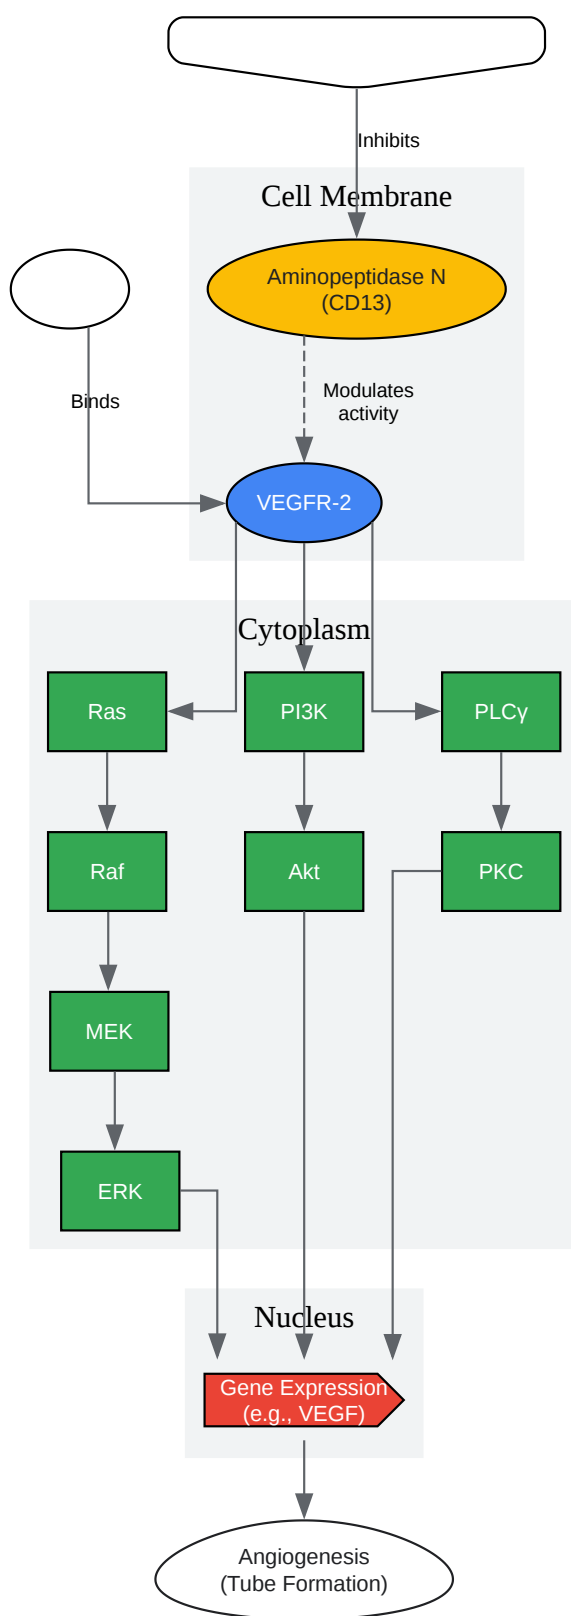 Inhibits
Cell Membrane
Aminopeptidase N
(CD13)
Binds
Modulates
activity
VEGFR-2
Cytoplasm
Ras
PI3K
PLCγ
Raf
Akt
PKC
MEK
ERK
Nucleus
Gene Expression
(e.g., VEGF)
Angiogenesis
(Tube Formation)